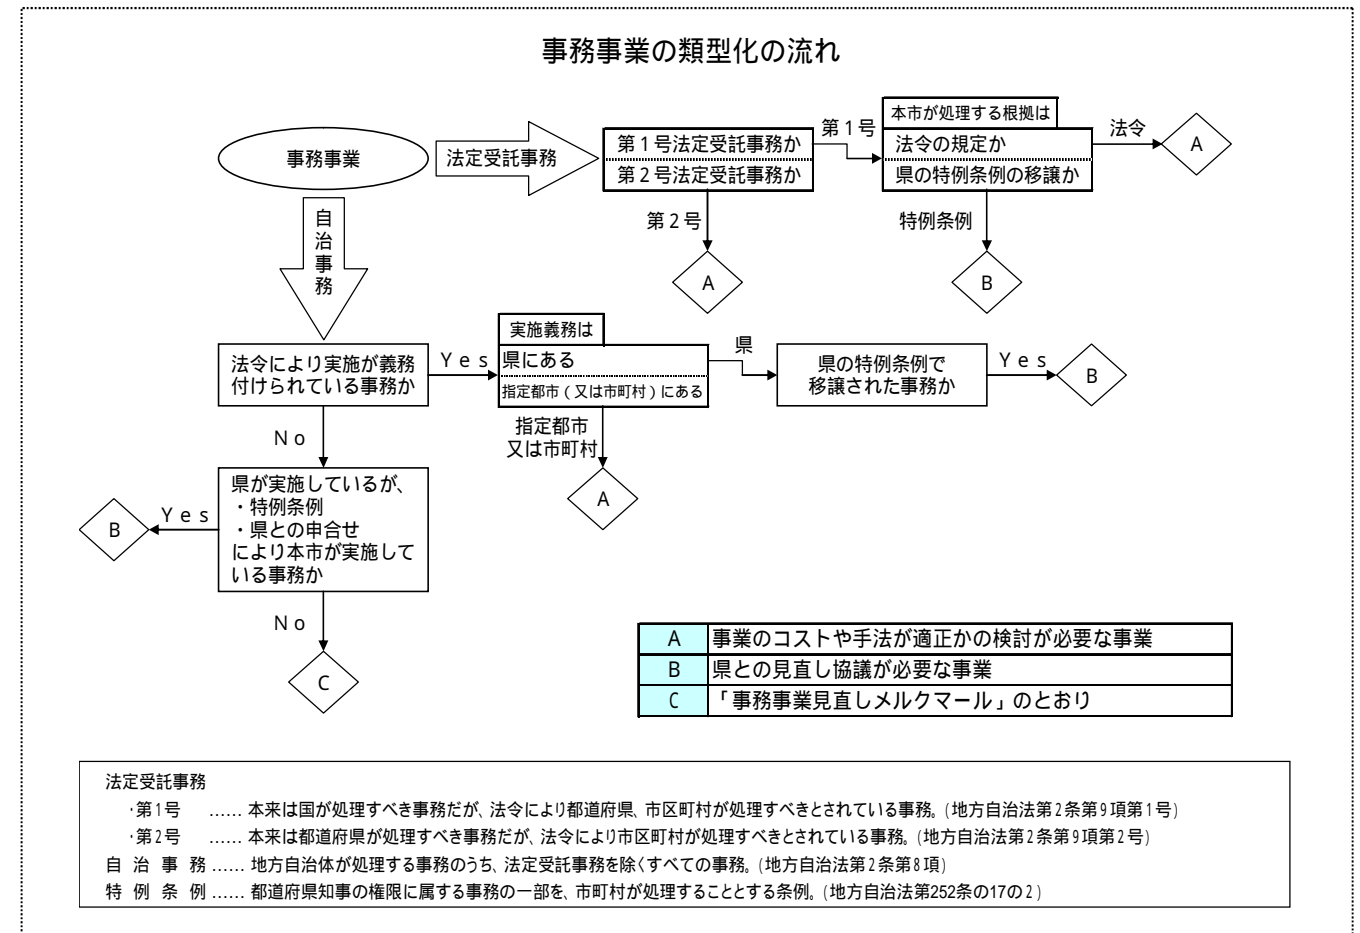 事務事業の類型化の流れ
事務事業
法定受託事務
第1号法定受託事務か
第2号法定受託事務か
第1号
本市が処理する根拠は
法令の規定か
県の特例条例の移譲か
法令
A
第2号
A
特例条例
B
自治事務
法令により実施が義務
付けられている事務か
Yes
実施義務は
県にある
指定都市（又は市町村）にある
県
県の特例条例で
移譲された事務か
Yes
B
指定都市
又は市町村
A
No
県が実施しているが、
・特例条例
・県との申合せ
により本市が実施して
いる事務か
Yes
B
No
C
A 事業のコストや手法が適正かの検討が必要な事業
B 県との見直し協議が必要な事業
C 「事務事業見直しメルクマール」のとおり
法定受託事務
・第1号 …… 本来は国が処理すべき事務だが、法令により都道府県、市区町村が処理すべきとされている事務。(地方自治法第2条第9項第1号)
・第2号 …… 本来は都道府県が処理すべき事務だが、法令により市区町村が処理すべきとされている事務。(地方自治法第2条第9項第2号)
自治事務 …… 地方自治体が処理する事務のうち、法定受託事務を除くすべての事務。(地方自治法第2条第8項)
特例条例 …… 都道府県知事の権限に属する事務の一部を、市町村が処理することとする条例。(地方自治法第252条の17の2)